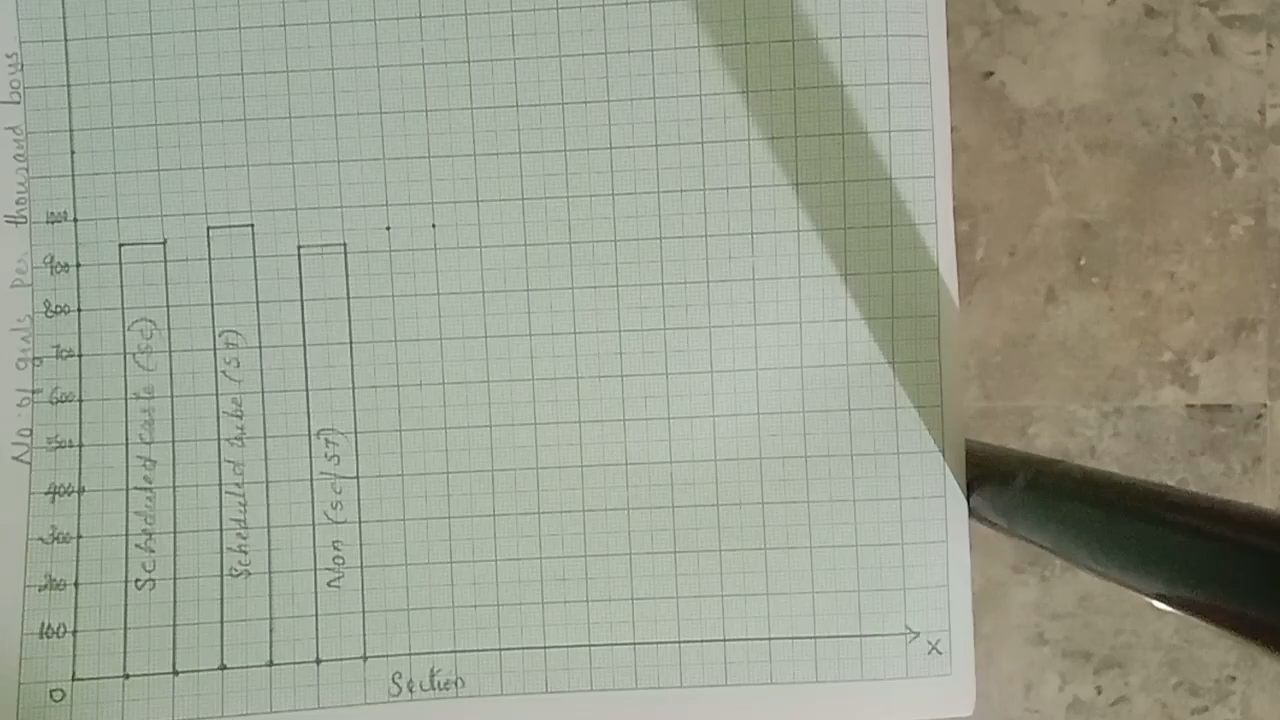 No. of girls per thousand boys
1000
900
800
700
600
500
400
300
200
100
0
Scheduled caste (SC)
Scheduled tribe (ST)
Non (SC/ST)
Section
X